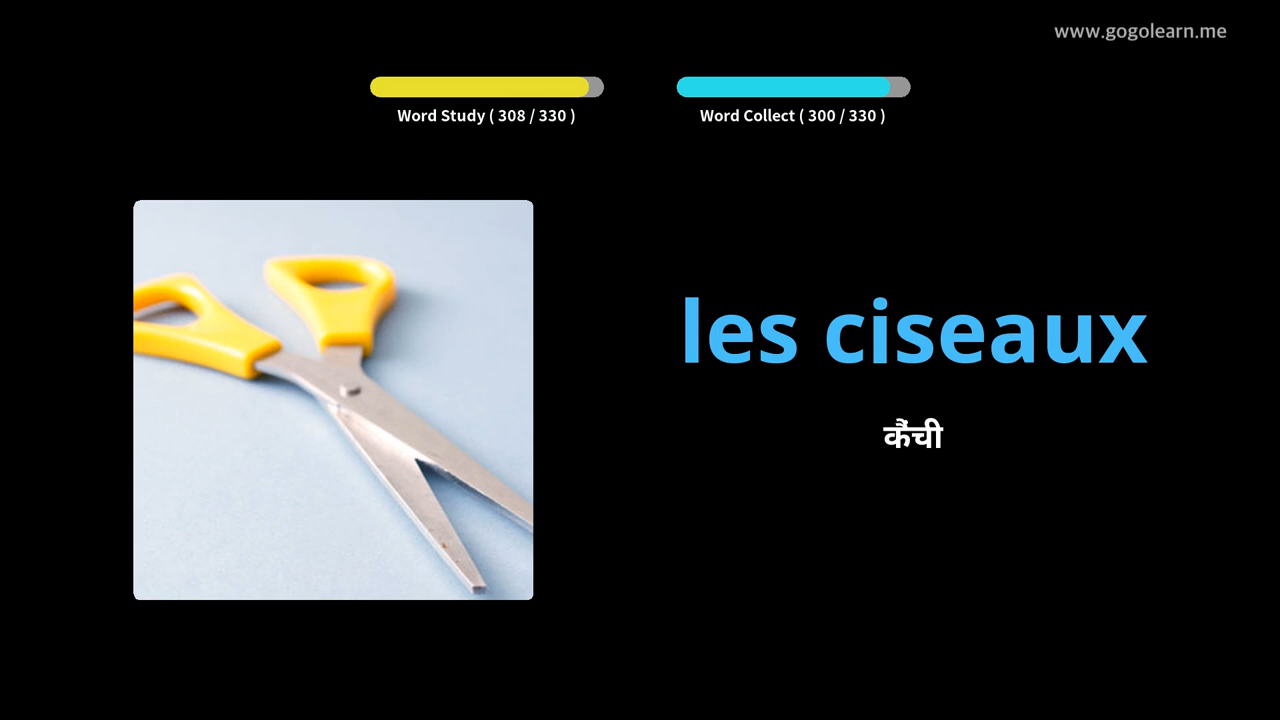 www.gogolearn.me
Word Study ( 308 / 330 )
Word Collect ( 300 / 330 )
les ciseaux
कैंची